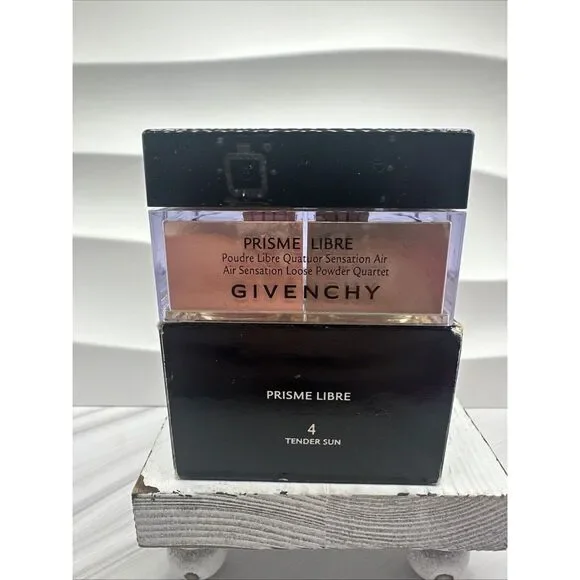 PRISME LIBRE
Poudre Libre Quatuor Sensation Air
Air Sensation Loose Powder Quartet
GIVENCHY
PRISME LIBRE
4
TENDER SUN